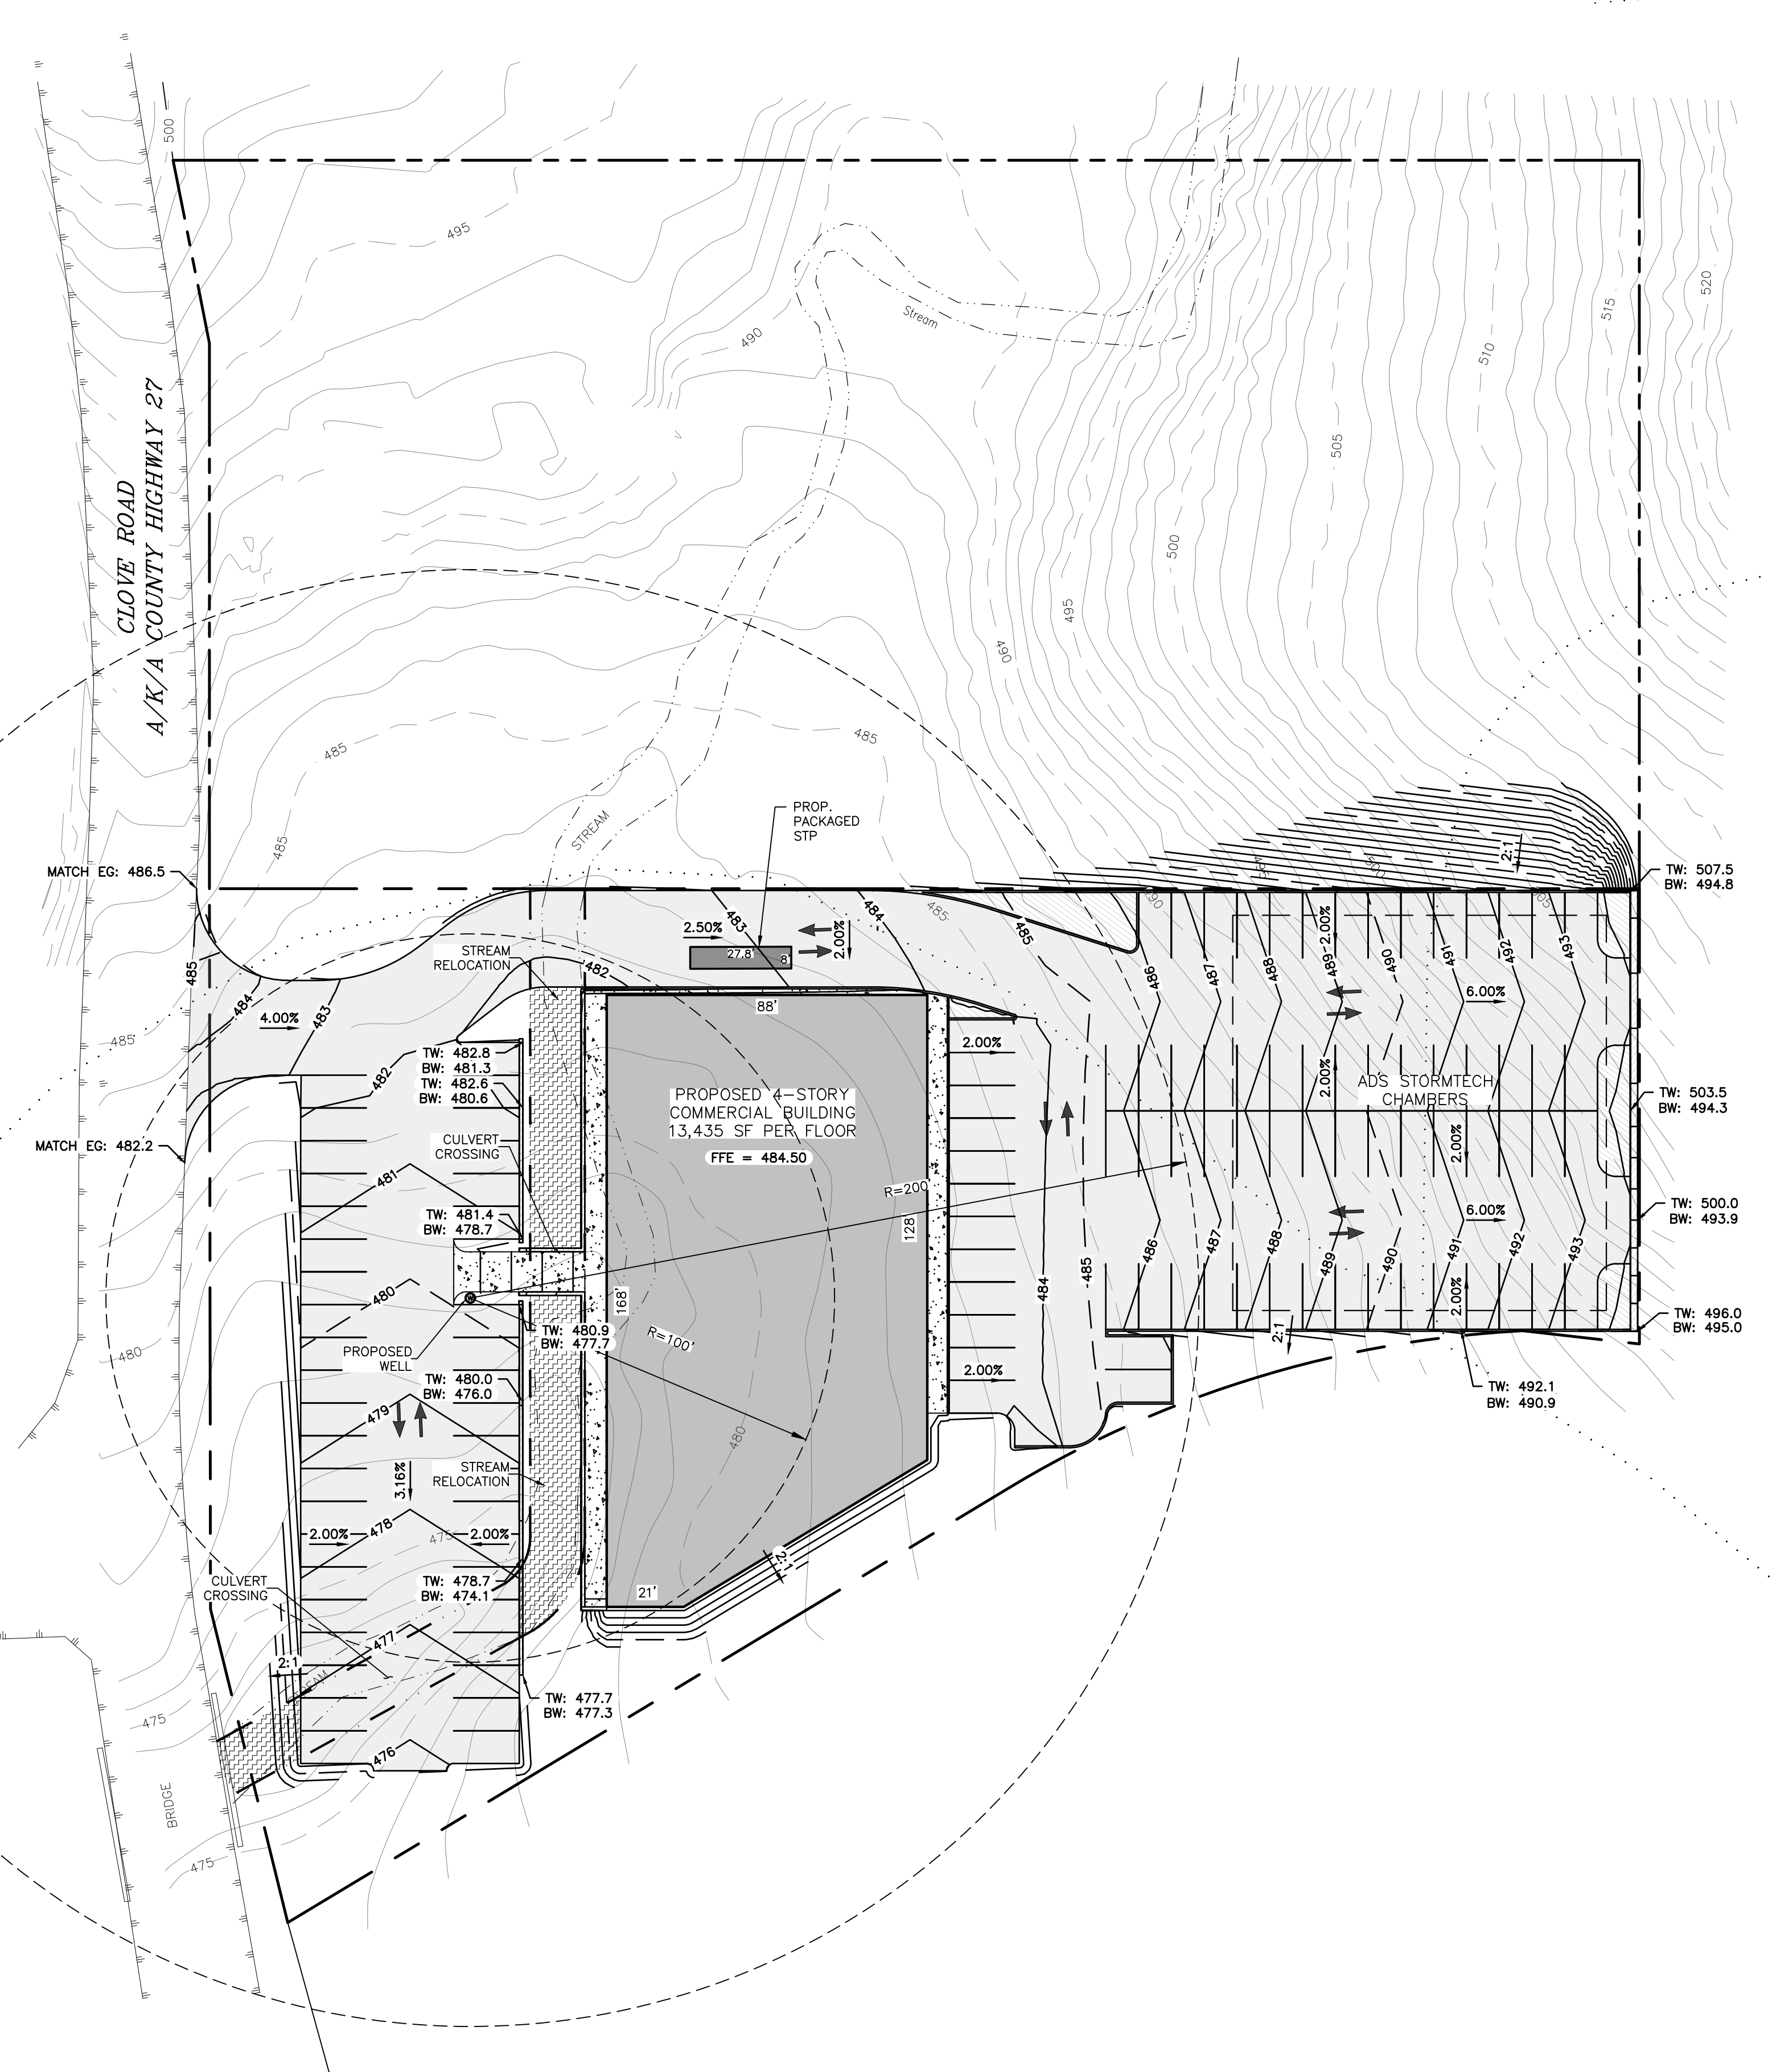 500
495
490
Stream
520
515
510
505
500
495
490
CLOVE ROAD
A/K/A COUNTY HIGHWAY 27
485
485
485
STREAM
PROP.
PACKAGED
STP
MATCH EG: 486.5
2:1
495
500
TW: 507.5
BW: 494.8
490
505
485
483
484
485
2.50%
2.00%
27.8'
8'
STREAM
RELOCATION
482
485
484
483
4.00%
485
486
487
488
489
2.00%
490
491
492
493
6.00%
88'
TW: 482.8
BW: 481.3
TW: 482.6
BW: 480.6
482
2.00%
PROPOSED 4-STORY
COMMERCIAL BUILDING
13,435 SF PER FLOOR
FFE = 484.50
2.00%
ADS STORMTECH
CHAMBERS
TW: 503.5
BW: 494.3
CULVERT
CROSSING
MATCH EG: 482.2
2.00%
481
R=200'
128'
TW: 481.4
BW: 478.7
TW: 500.0
BW: 493.9
6.00%
486
487
488
489
490
491
492
493
484
485
480
168'
2.00%
TW: 480.9
BW: 477.7
R=100'
2:1
TW: 496.0
BW: 495.0
480
PROPOSED
WELL
TW: 480.0
BW: 476.0
2.00%
TW: 492.1
BW: 490.9
479
480
STREAM
RELOCATION
3.16%
2.00%
478
2.00%
475
2:1
CULVERT
CROSSING
TW: 478.7
BW: 474.1
21'
477
2:1
TW: 477.7
BW: 477.3
475
476
BRIDGE
475